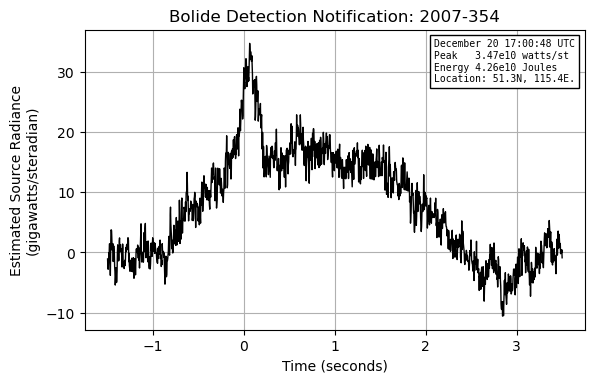 Bolide Detection Notification: 2007-354
December 20 17:00:48 UTC
Peak   3.47e10 watts/st
Energy 4.26e10 Joules
Location: 51.3N, 115.4E.
Estimated Source Radiance
(gigawatts/steradian)
30
20
10
0
−10
−1
0
1
2
3
Time (seconds)